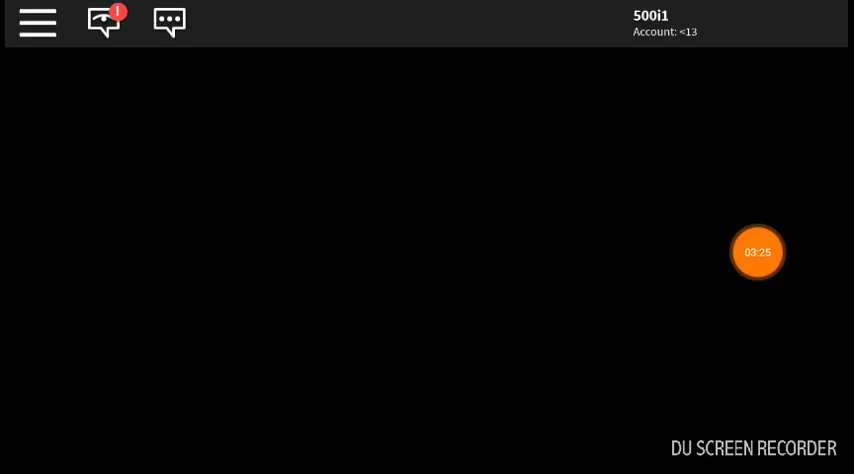 !
500i1
Account: <13
03:25
DU SCREEN RECORDER